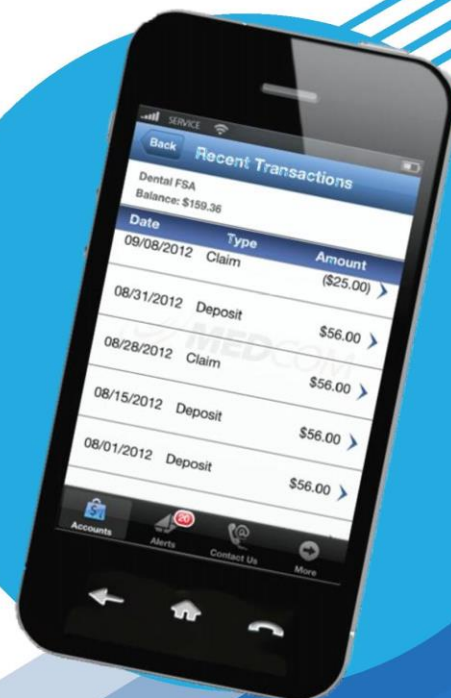 SERVICE
Back Recent Transactions
Dental FSA
Balance: $159.36
Date Type Amount
09/08/2012 Claim ($25.00)
08/31/2012 Deposit $56.00
MEDCOM
08/28/2012 Claim $56.00
08/15/2012 Deposit $56.00
08/01/2012 Deposit $56.00
20
Accounts Alerts Contact Us More